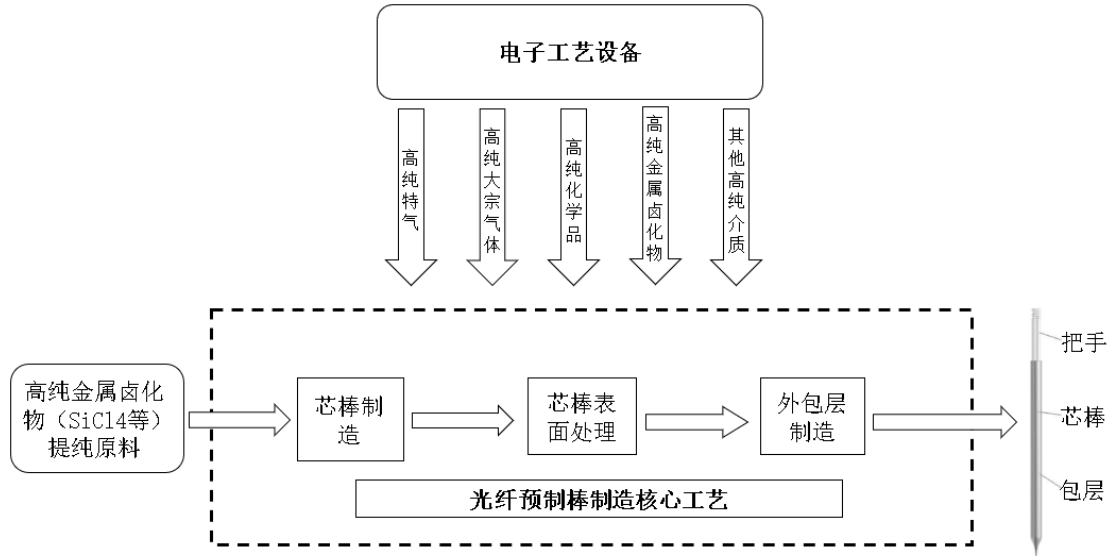 电子工艺设备
高纯特气
高纯大宗气体
高纯化学品
高纯金属卤化物
其他高纯介质
高纯金属卤化
物（SiCl4等）
提纯原料
芯棒制
造
芯棒表
面处理
外包层
制造
光纤预制棒制造核心工艺
把手
芯棒
包层